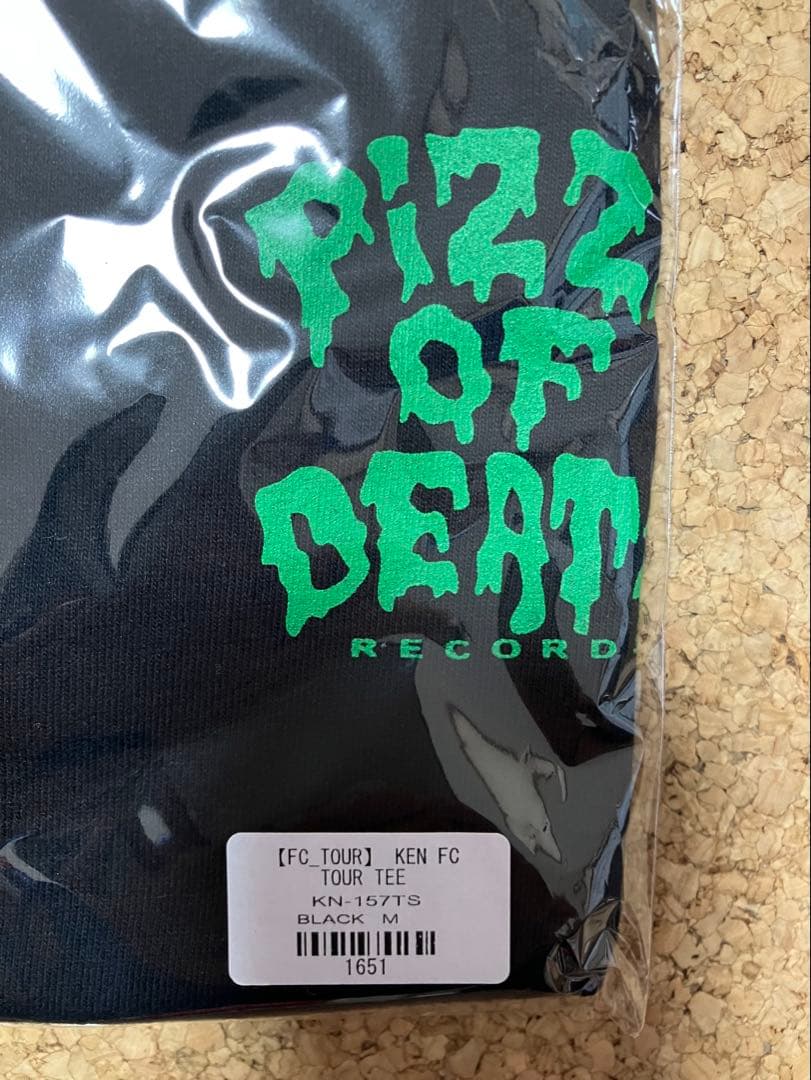 PiZZ
OF
DEAT
RECORD
【FC_TOUR】 KEN FC
TOUR TEE
KN-157TS
BLACK M
1651